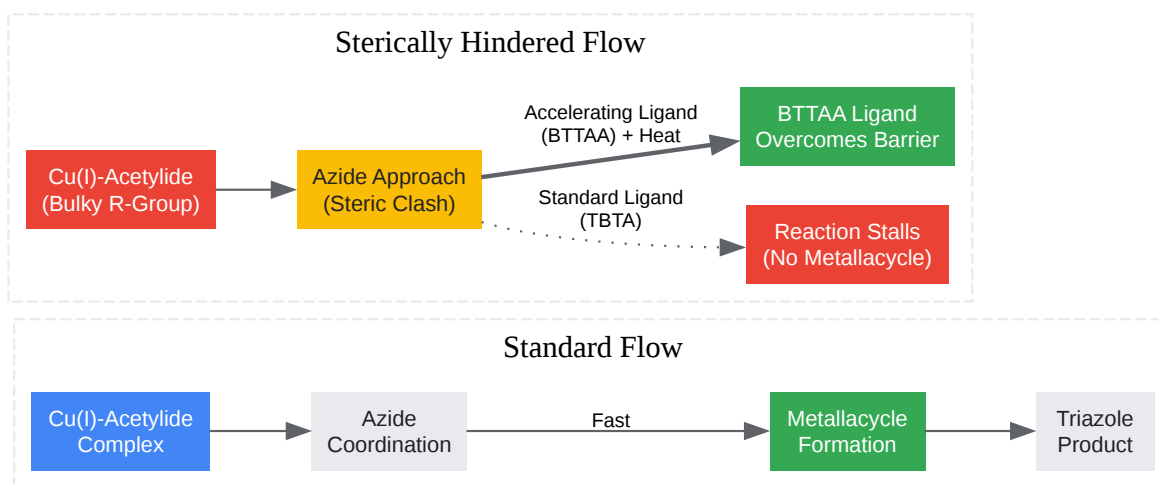 Sterically Hindered Flow
Accelerating Ligand
(BTTAA) + Heat
BTTAA Ligand
Overcomes Barrier
Cu(I)-Acetylide
(Bulky R-Group)
Azide Approach
(Steric Clash)
Standard Ligand
(TBTA)
Reaction Stalls
(No Metallacycle)
Standard Flow
Cu(I)-Acetylide
Complex
Azide
Coordination
Fast
Metallacycle
Formation
Triazole
Product